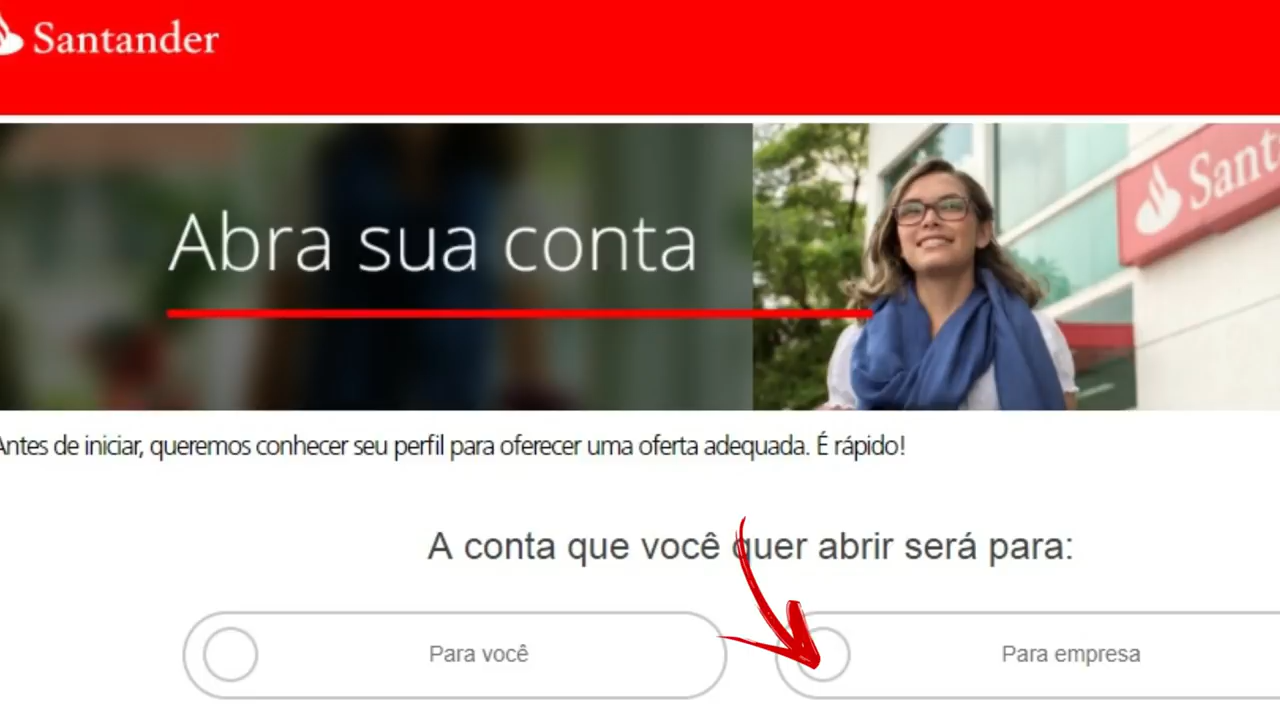 Santander
Abra sua conta
Sant
Antes de iniciar, queremos conhecer seu perfil para oferecer uma oferta adequada. É rápido!
A conta que você quer abrir será para:
Para você
Para empresa